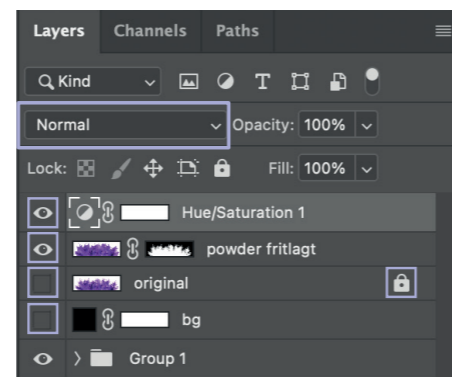 Layers Channels Paths
Kind T
Normal Opacity: 100%
Lock: Fill: 100%
Hue/Saturation 1
powder fritlagt
original
bg
Group 1